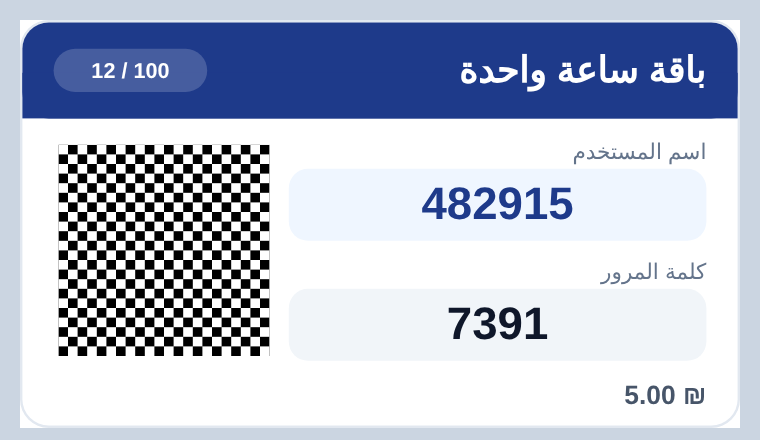 باقة ساعة واحدة
12 / 100
اسم المستخدم
482915
كلمة المرور
7391
₪ 5.00